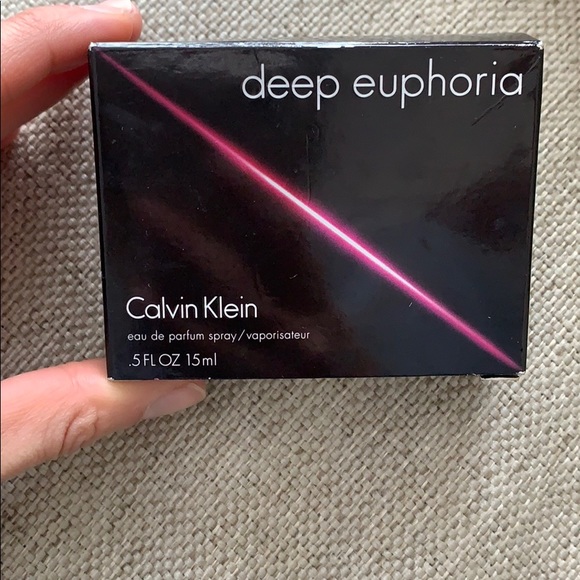 deep euphoria
Calvin Klein
eau de parfum spray/vaporisateur
.5 FL OZ 15ml